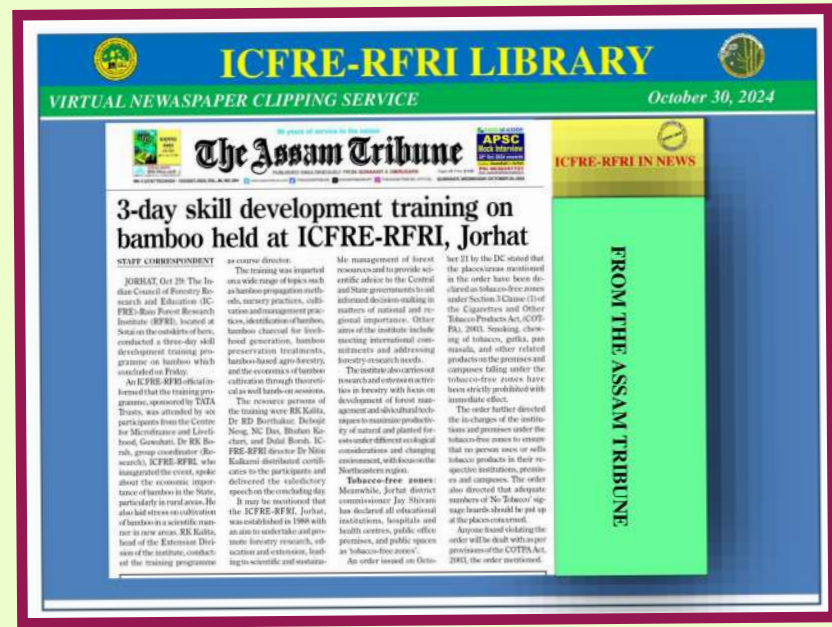 ICFRE-RFRI LIBRARY
VIRTUAL NEWASPAPER CLIPPING SERVICE
October 30, 2024
90 years of service to the nation
The Assam Tribune
APSC
Mock Interview
ICFRE-RFRI IN NEWS
FROM THE ASSAM TRIBUNE
3-day skill development training on
bamboo held at ICFRE-RFRI, Jorhat
STAFF CORRESPONDENT
JORHAT, Oct 29: The In-
dian Council of Forestry Re-
search and Education (IC-
FRE)-Rain Forest Research
Institute (RFRI), located at
Sotai on the outskirts of here,
conducted a three-day skill
development training pro-
gramme on bamboo which
concluded on Friday.
An ICFRE-RFRI official in-
formed that the training pro-
gramme, sponsored by TATA
Trusts, was attended by six
participants from the Centre
for Microfinance and Liveli-
hood, Guwahati. Dr RK Bo-
rah, group coordinator (Re-
search), ICFRE-RFRI, who
inaugurated the event, spoke
about the economic impor-
tance of bamboo in the State,
particularly in rural areas. He
also laid stress on cultivation
of bamboo in a scientific man-
ner in new areas. RK Kalita,
head of the Extension Divi-
sion of the institute, conduct-
ed the training programme
as course director.
The training was imparted
on a wide range of topics such
as bamboo propagation meth-
ods, nursery practices, culti-
vation and management prac-
tices, identification of bamboo,
bamboo charcoal for liveli-
hood generation, bamboo
preservation treatments,
bamboo-based agro-forestry,
and the economics of bamboo
cultivation through theoreti-
cal as well hands-on sessions.
The resource persons of
the training were RK Kalita,
Dr RD Borthakur, Debojit
Neog, NC Das, Bhuban Ka-
chari, and Dulal Borah. IC-
FRE-RFRI director Dr Nitin
Kulkarni distributed certifi-
cates to the participants and
delivered the valedictory
speech on the concluding day.
It may be mentioned that
the ICFRE-RFRI, Jorhat,
was established in 1988 with
an aim to undertake and pro-
mote forestry research, ed-
ucation and extension, lead-
ing to scientific and sustaina-
ble management of forest
resources and to provide sci-
entific advice to the Central
and State governments to aid
informed decision-making in
matters of national and re-
gional importance. Other
aims of the institute include
meeting international com-
mitments and addressing
forestry-research needs.
The institute also carries out
research and extension activi-
ties in forestry with focus on
development of forest man-
agement and silvicultural tech-
niques to maximize productiv-
ity of natural and planted for-
ests under different ecological
considerations and changing
environment, with focus on the
Northeastern region.
Tobacco-free zones:
Meanwhile, Jorhat district
commissioner Jay Shivani
has declared all educational
institutions, hospitals and
health centres, public office
premises, and public spaces
as 'tobacco-free zones'.
An order issued on Octo-
ber 21 by the DC stated that
the places/areas mentioned
in the order have been de-
clared as tobacco-free zones
under Section 3 Clause (1) of
the Cigarettes and Other
Tobacco Products Act, (COT-
PA), 2003. Smoking, chew-
ing of tobacco, gutka, pan
masala, and other related
products on the premises and
campuses falling under the
tobacco-free zones have
been strictly prohibited with
immediate effect.
The order further directed
the in-charges of the institu-
tions and premises under the
tobacco-free zones to ensure
that no person uses or sells
tobacco products in their re-
spective institutions, premis-
es and campuses. The order
also directed that adequate
numbers of 'No Tobacco' sig-
nage boards should be put up
at the places concerned.
Anyone found violating the
order will be dealt with as per
provisions of the COTPA Act,
2003, the order mentioned.